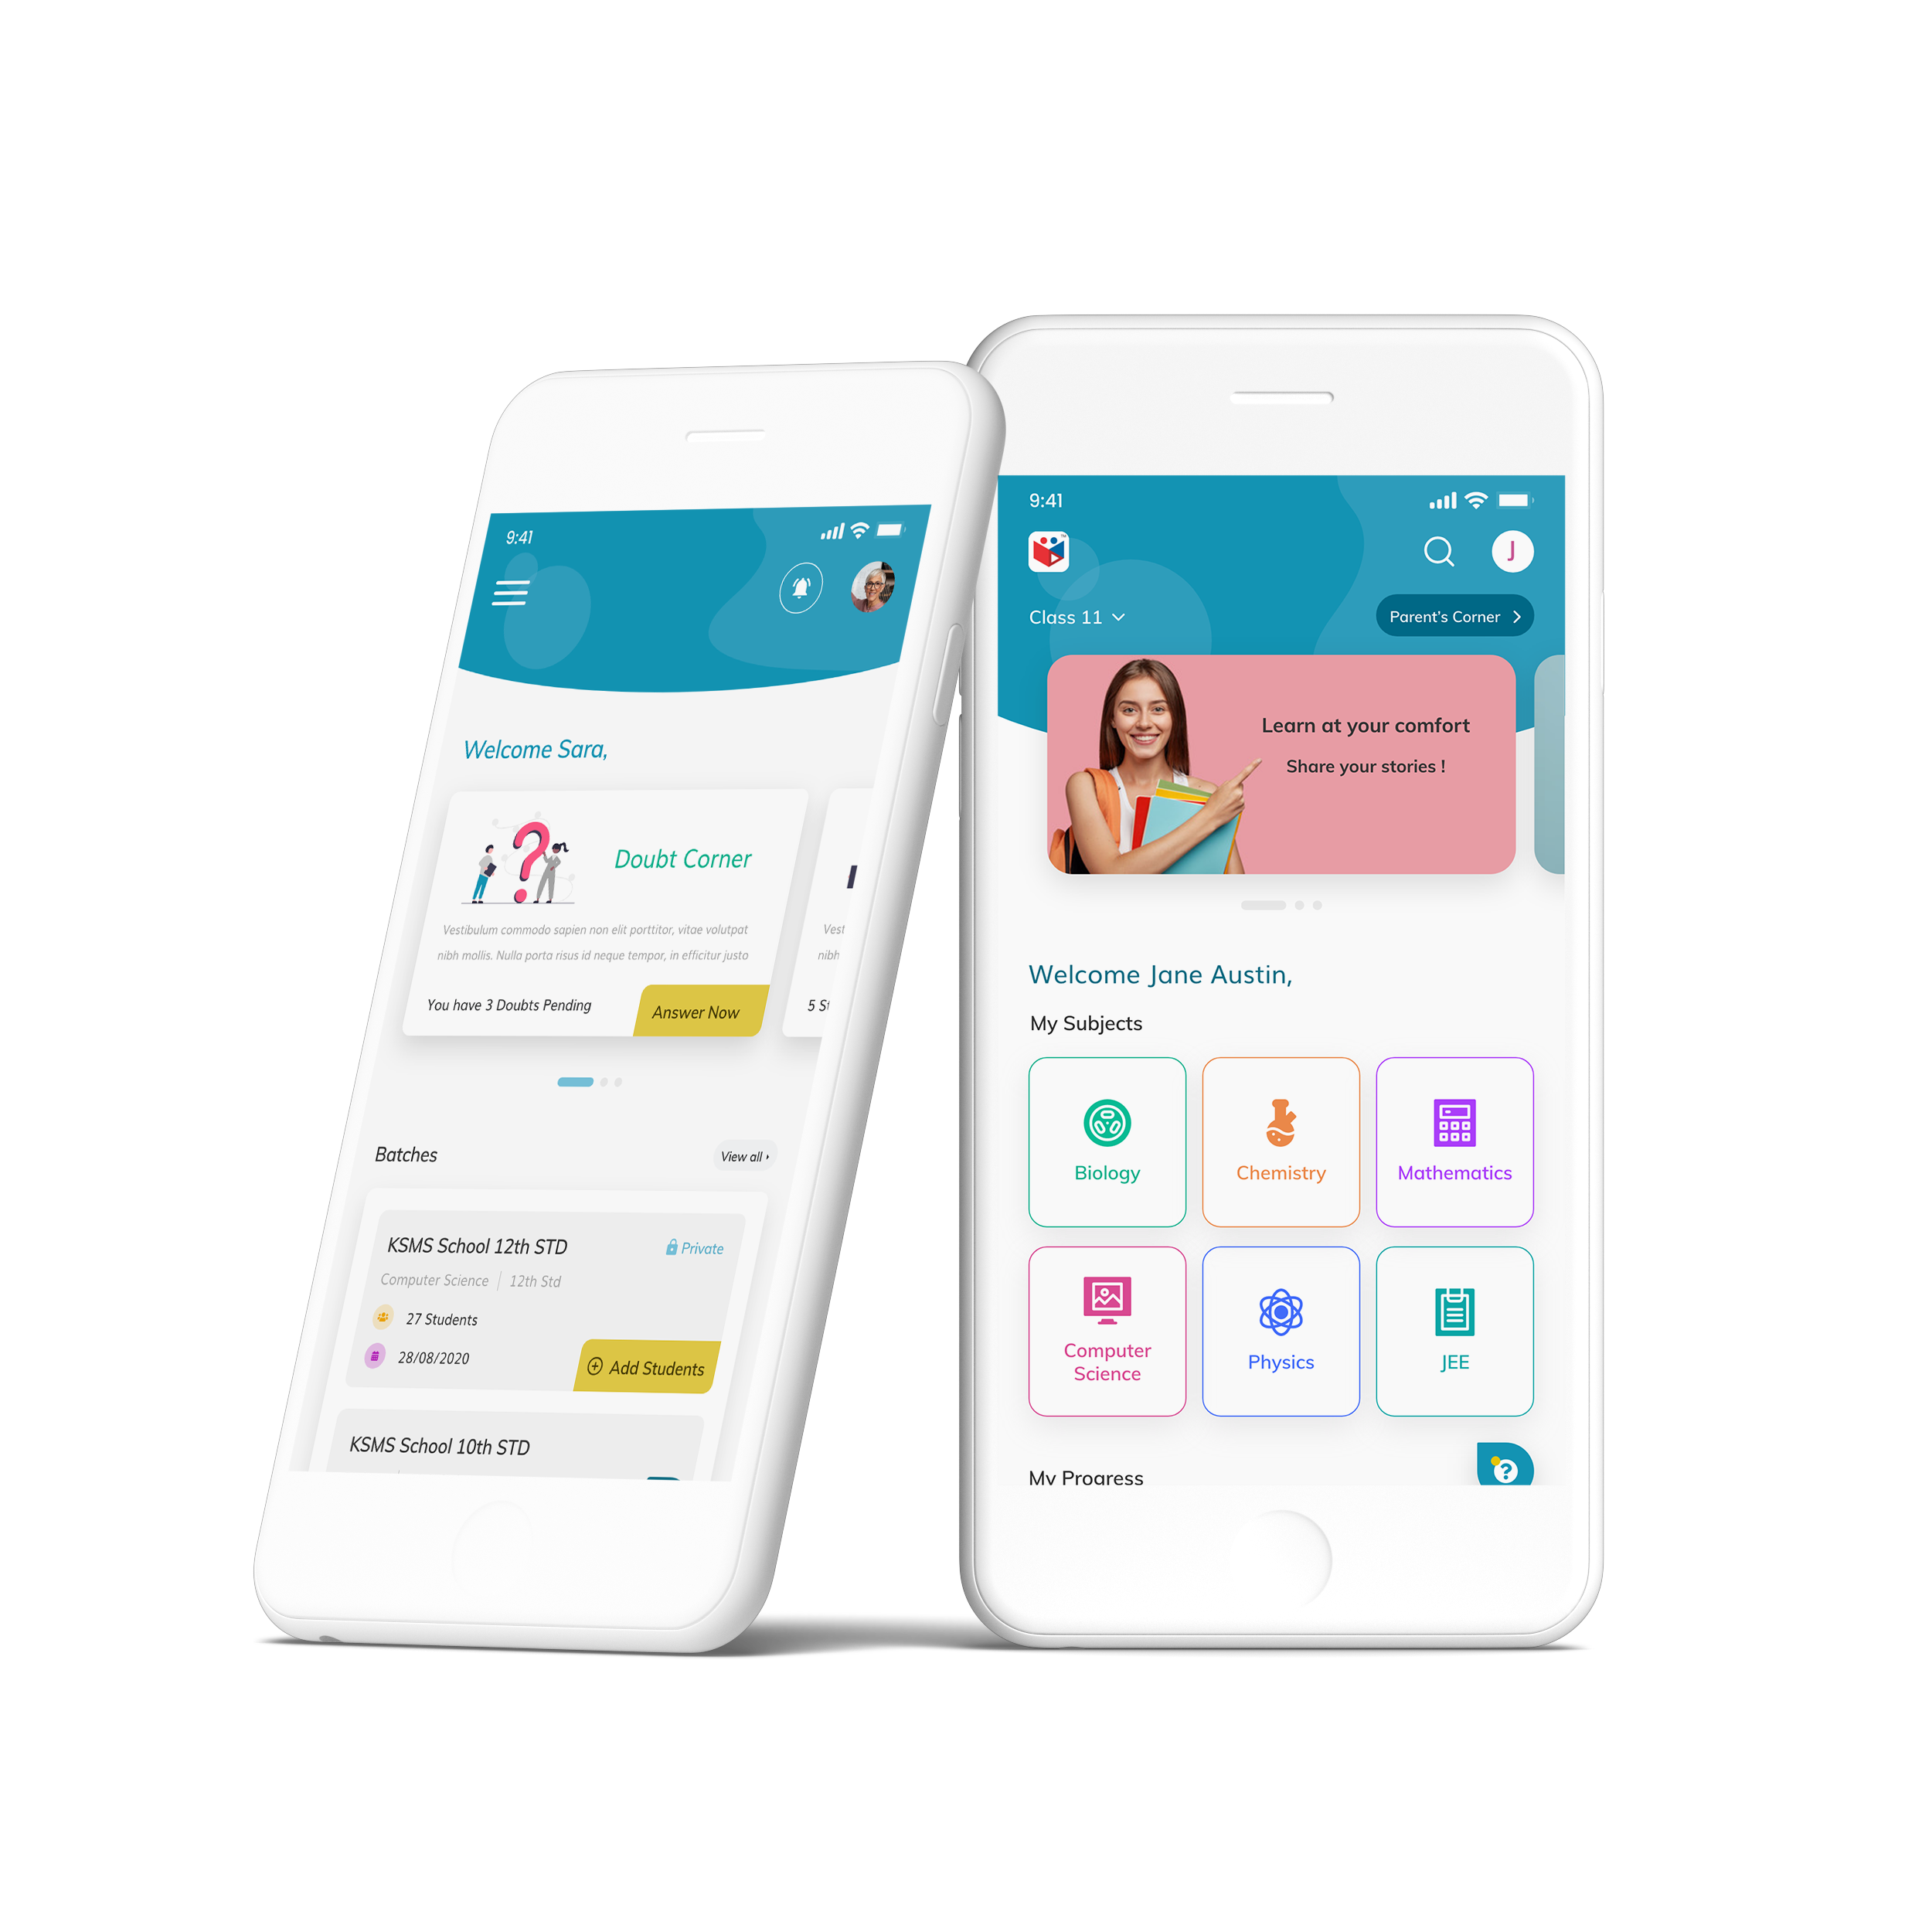 9:41
Welcome Sara,
Doubt Corner
Vestibulum commodo sapien non elit porttitor, vitae volutpat
nibh mollis. Nulla porta risus id neque tempor, in efficitur justo
You have 3 Doubts Pending
Answer Now
Vest
nibh
5 St
Batches
View all
KSMS School 12th STD
Private
Computer Science | 12th Std
27 Students
28/08/2020
Add Students
KSMS School 10th STD
9:41
J
Class 11
Parent's Corner
Learn at your comfort
Share your stories !
Welcome Jane Austin,
My Subjects
Biology
Chemistry
Mathematics
Computer
Science
Physics
JEE
My Progress
?